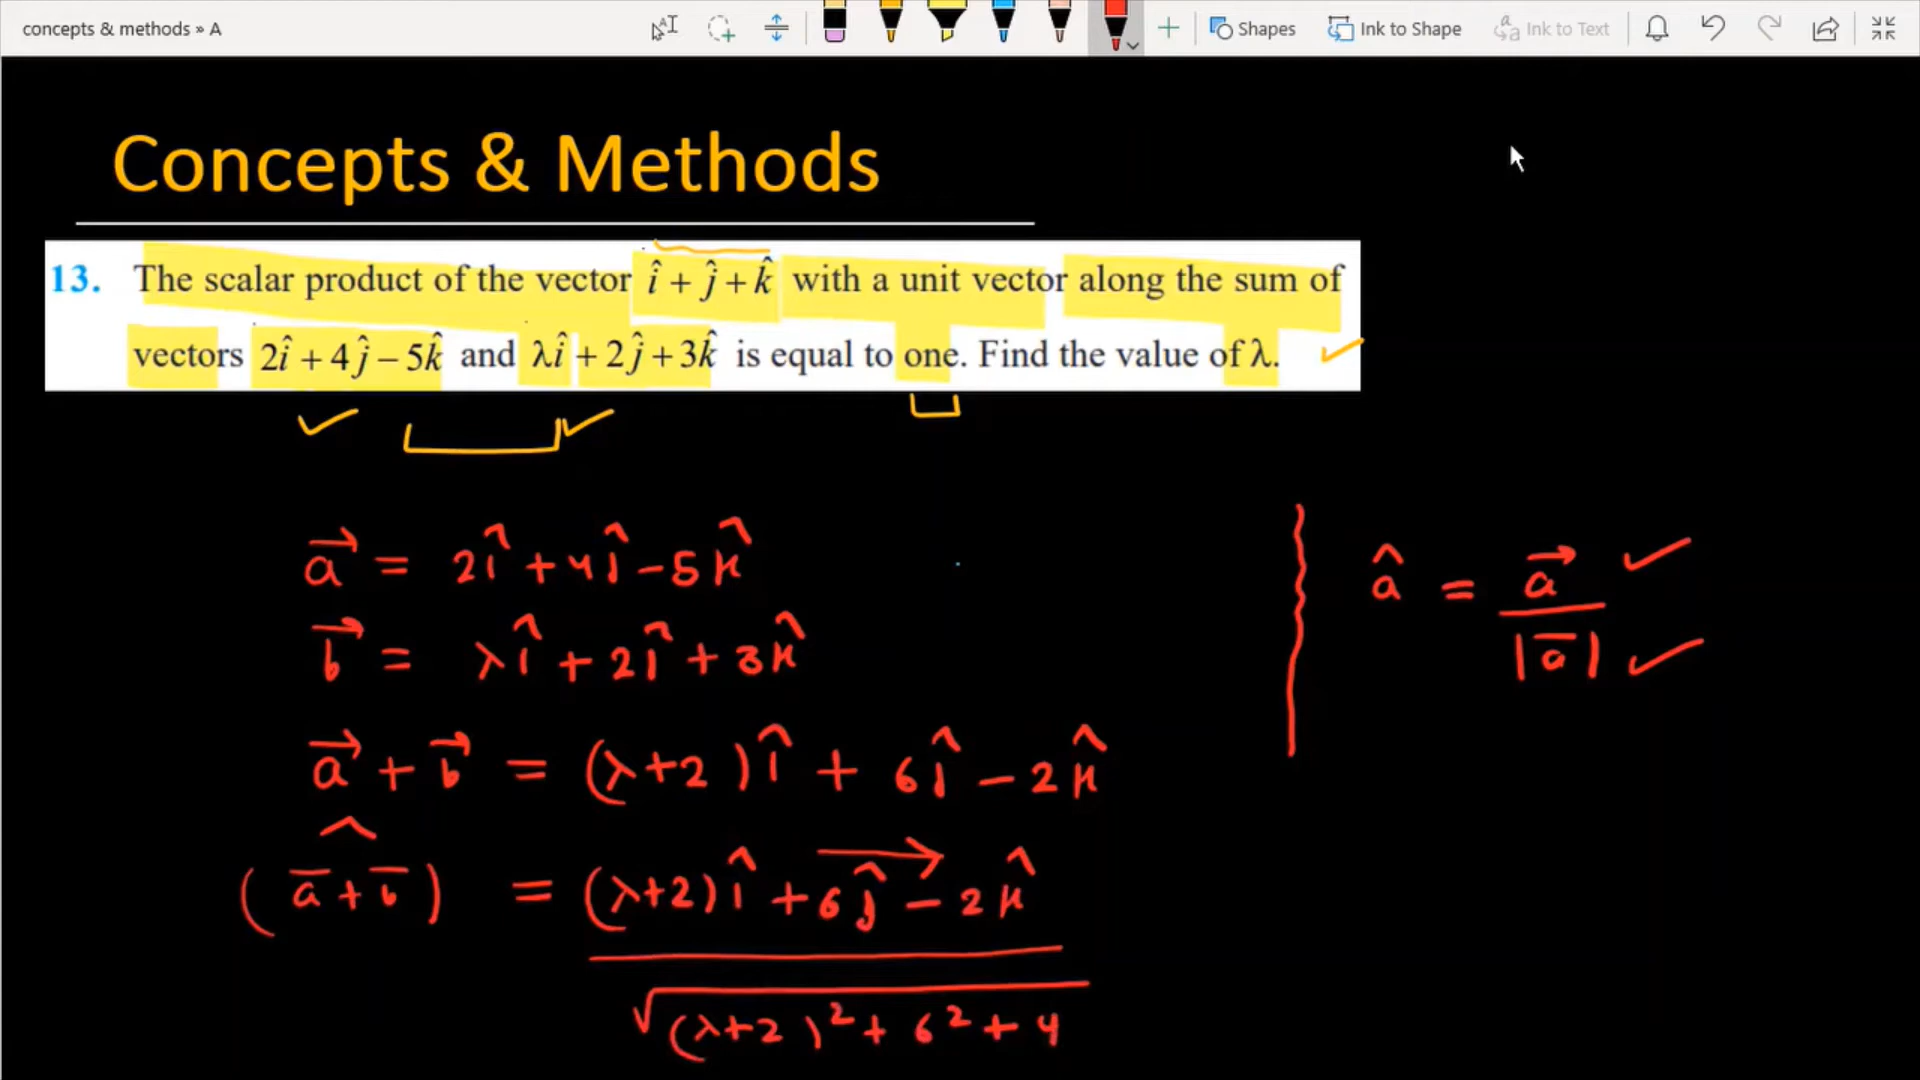 concepts & methods » A
Shapes Ink to Shape Ink to Text
Concepts & Methods
13. The scalar product of the vector î + ĵ + k̂ with a unit vector along the sum of
vectors 2î + 4ĵ − 5k̂ and λî + 2ĵ + 3k̂ is equal to one. Find the value of λ.
a⃗ = 2î + 4ĵ − 5k̂
b⃗ = λî + 2ĵ + 3k̂
a⃗ + b⃗ = (λ+2)î + 6ĵ − 2k̂
(a̅ + b̅)^ = (λ+2)î + 6ĵ − 2k̂
√(λ+2)² + 6² + 4
â = a⃗
|a̅|